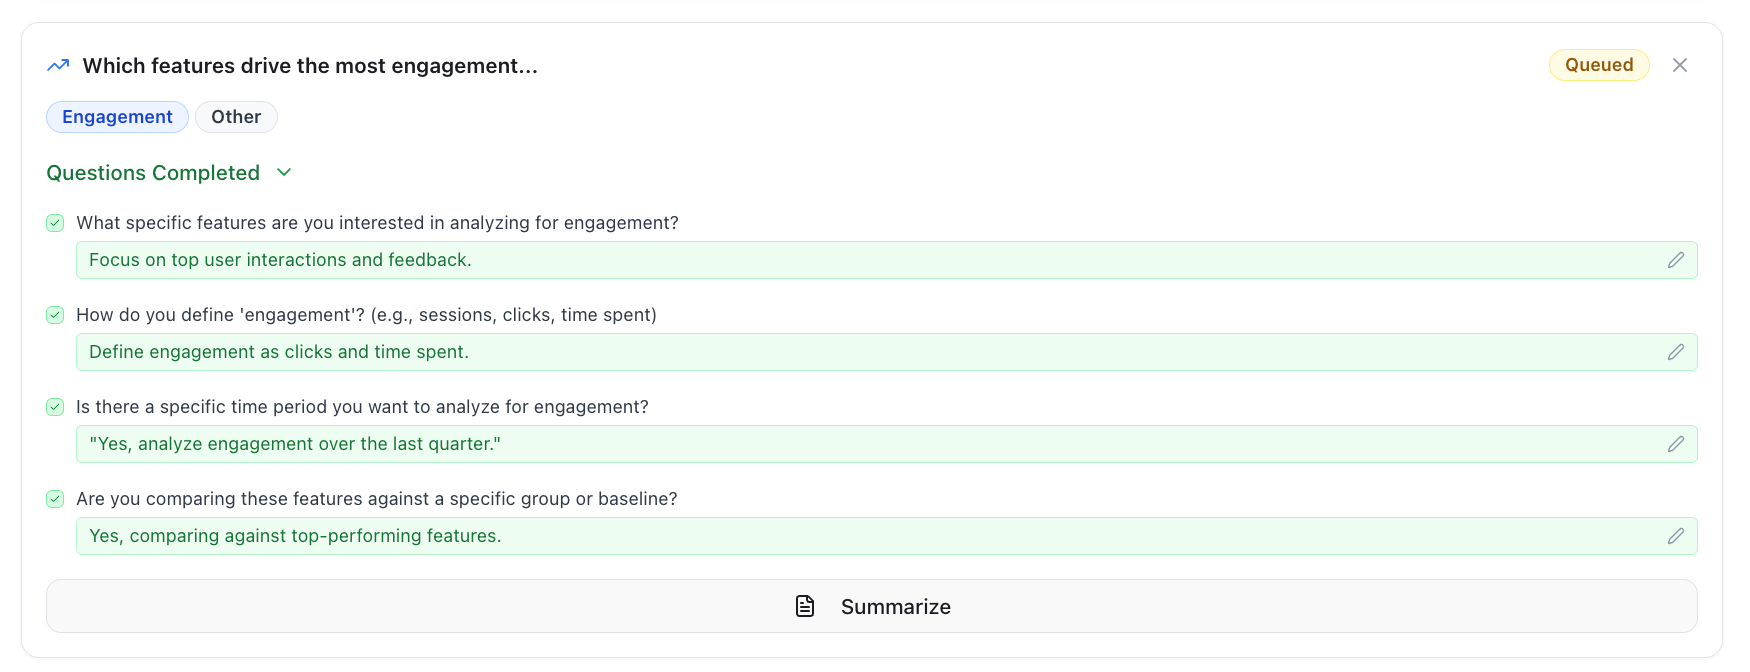 Which features drive the most engagement...
Queued
Engagement
Other
Questions Completed
What specific features are you interested in analyzing for engagement?
Focus on top user interactions and feedback.
How do you define 'engagement'? (e.g., sessions, clicks, time spent)
Define engagement as clicks and time spent.
Is there a specific time period you want to analyze for engagement?
"Yes, analyze engagement over the last quarter."
Are you comparing these features against a specific group or baseline?
Yes, comparing against top-performing features.
Summarize